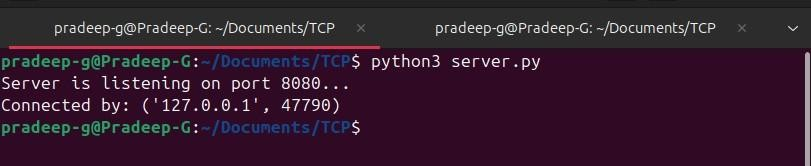 pradeep-g@Pradeep-G: ~/Documents/TCP × pradeep-g@Pradeep-G: ~/Documents/TCP ×
pradeep-g@Pradeep-G:~/Documents/TCP$ python3 server.py
Server is listening on port 8080...
Connected by: ('127.0.0.1', 47790)
pradeep-g@Pradeep-G:~/Documents/TCP$